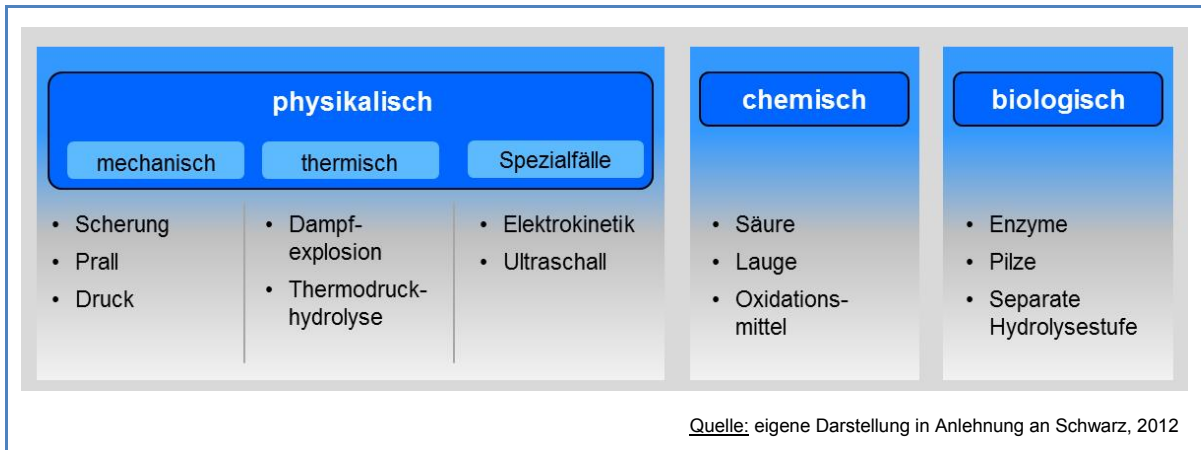 physikalisch
mechanisch
thermisch
Spezialfälle
• Scherung
• Prall
• Druck
• Dampf-
explosion
• Thermodruck-
hydrolyse
• Elektrokinetik
• Ultraschall
chemisch
• Säure
• Lauge
• Oxidations-
mittel
biologisch
• Enzyme
• Pilze
• Separate
Hydrolysestufe
Quelle: eigene Darstellung in Anlehnung an Schwarz, 2012